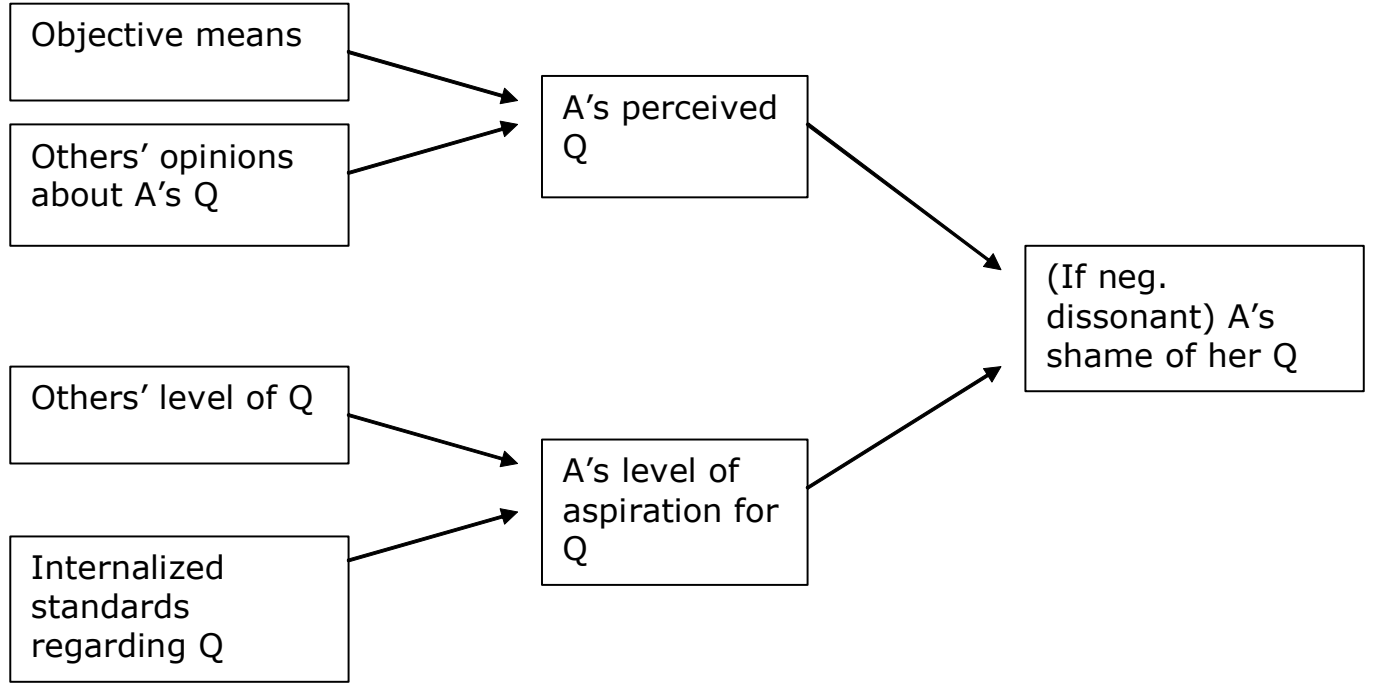 Objective means
Others’ opinions
about A’s Q
A’s perceived
Q
(If neg.
dissonant) A’s
shame of her Q
Others’ level of Q
A’s level of
aspiration for
Q
Internalized
standards
regarding Q